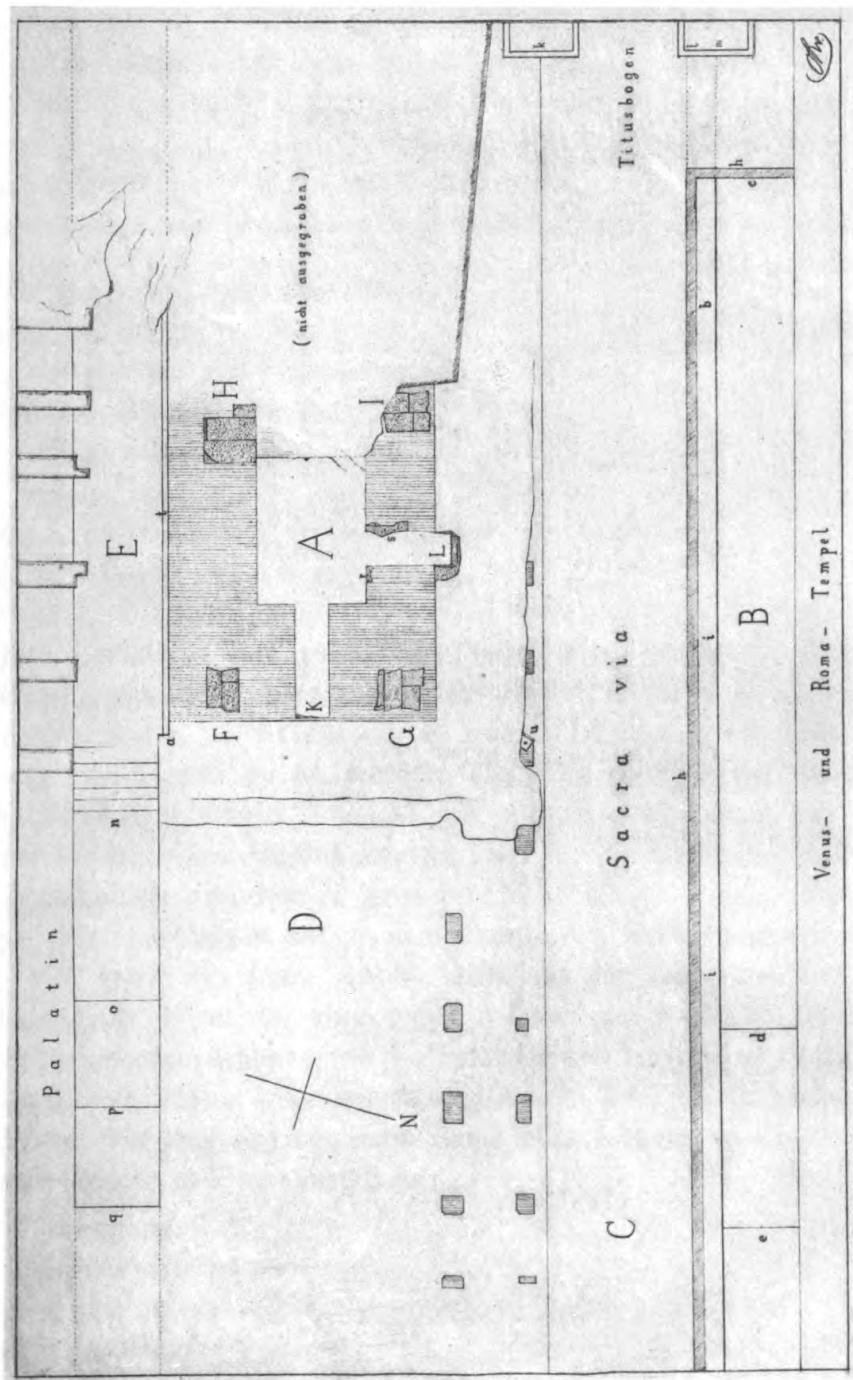 Palatin
q p o n
E
a
F H
(nicht ausgegraben)
K A
G J
D
r s
L
N
u
k
Titusbogen
Sacra via
C
h
i i b
l
h
d
e B
Venus- und Roma- Tempel